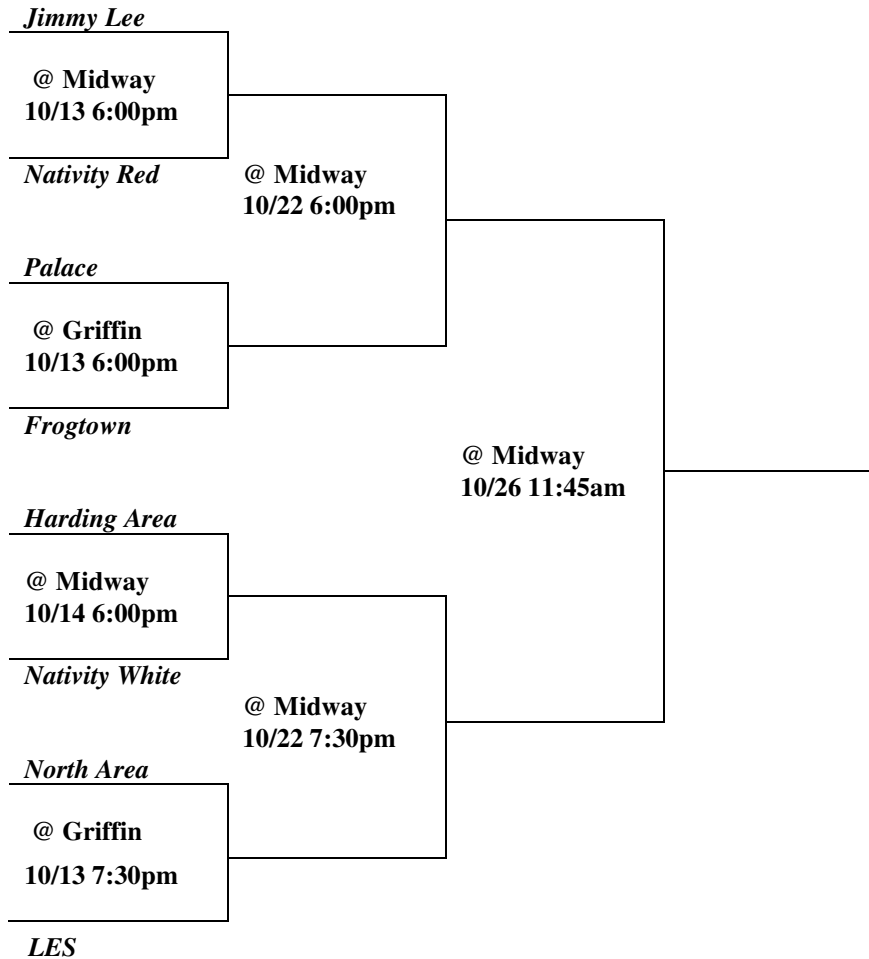 Jimmy Lee
@ Midway
10/13 6:00pm
Nativity Red
@ Midway
10/22 6:00pm
Palace
@ Griffin
10/13 6:00pm
Frogtown
@ Midway
10/26 11:45am
Harding Area
@ Midway
10/14 6:00pm
Nativity White
@ Midway
10/22 7:30pm
North Area
@ Griffin
10/13 7:30pm
LES